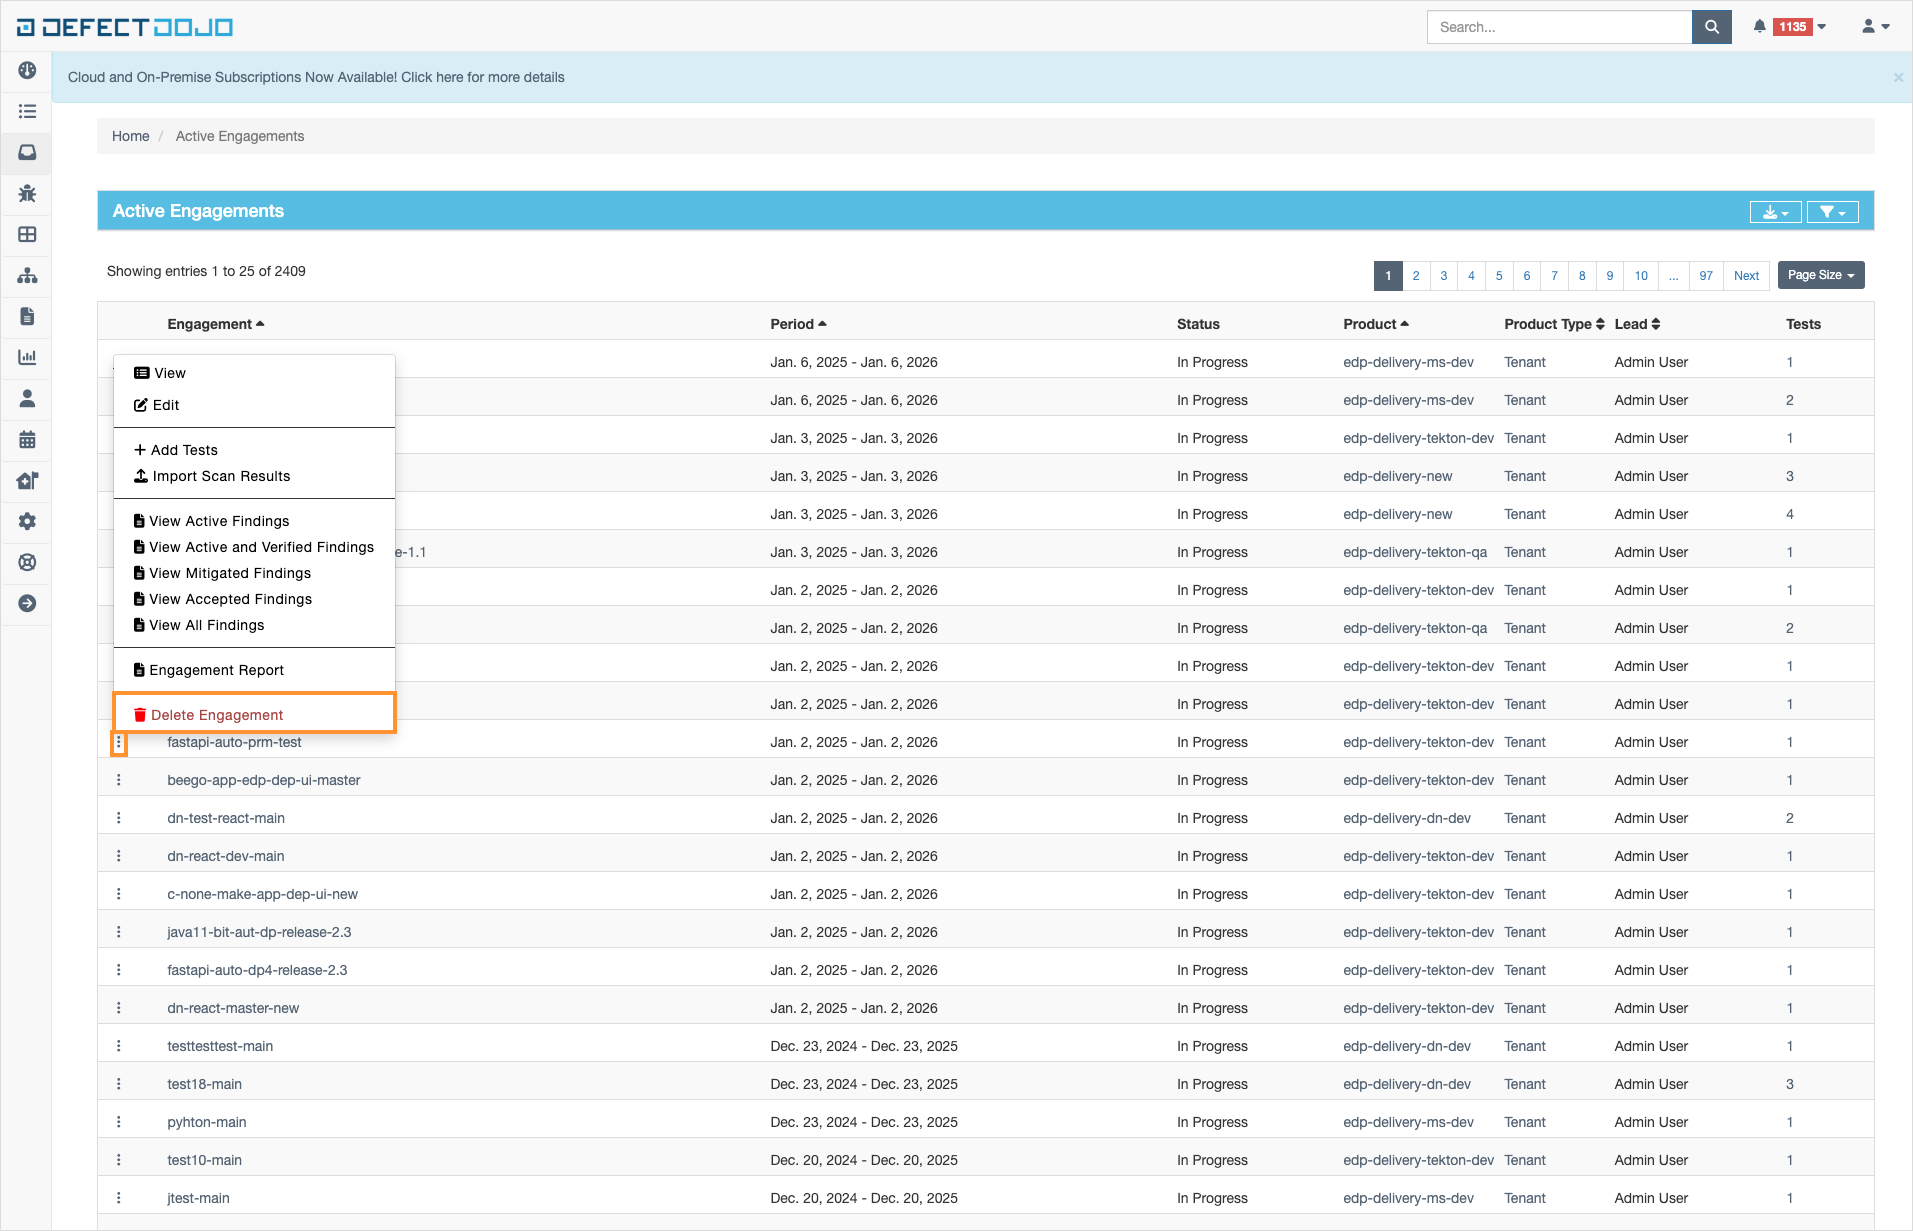 DEFECTDOJO
Search...
1135
Cloud and On-Premise Subscriptions Now Available! Click here for more details
×
Home / Active Engagements
Active Engagements
Showing entries 1 to 25 of 2409
1 2 3 4 5 6 7 8 9 10 ... 97 Next Page Size
Engagement Period Status Product Product Type Lead Tests
Jan. 6, 2025 - Jan. 6, 2026 In Progress edp-delivery-ms-dev Tenant Admin User 1
View
Edit
Jan. 6, 2025 - Jan. 6, 2026 In Progress edp-delivery-ms-dev Tenant Admin User 2
Jan. 3, 2025 - Jan. 3, 2026 In Progress edp-delivery-tekton-dev Tenant Admin User 1
Add Tests
Import Scan Results
Jan. 3, 2025 - Jan. 3, 2026 In Progress edp-delivery-new Tenant Admin User 3
Jan. 3, 2025 - Jan. 3, 2026 In Progress edp-delivery-new Tenant Admin User 4
View Active Findings
View Active and Verified Findings
e-1.1 Jan. 3, 2025 - Jan. 3, 2026 In Progress edp-delivery-tekton-qa Tenant Admin User 1
View Mitigated Findings
Jan. 2, 2025 - Jan. 2, 2026 In Progress edp-delivery-tekton-dev Tenant Admin User 1
View Accepted Findings
View All Findings
Jan. 2, 2025 - Jan. 2, 2026 In Progress edp-delivery-tekton-qa Tenant Admin User 2
Engagement Report
Jan. 2, 2025 - Jan. 2, 2026 In Progress edp-delivery-tekton-dev Tenant Admin User 1
Jan. 2, 2025 - Jan. 2, 2026 In Progress edp-delivery-tekton-dev Tenant Admin User 1
Delete Engagement
fastapi-auto-prm-test Jan. 2, 2025 - Jan. 2, 2026 In Progress edp-delivery-tekton-dev Tenant Admin User 1
beego-app-edp-dep-ui-master Jan. 2, 2025 - Jan. 2, 2026 In Progress edp-delivery-tekton-dev Tenant Admin User 1
dn-test-react-main Jan. 2, 2025 - Jan. 2, 2026 In Progress edp-delivery-dn-dev Tenant Admin User 2
dn-react-dev-main Jan. 2, 2025 - Jan. 2, 2026 In Progress edp-delivery-tekton-dev Tenant Admin User 1
c-none-make-app-dep-ui-new Jan. 2, 2025 - Jan. 2, 2026 In Progress edp-delivery-tekton-dev Tenant Admin User 1
java11-bit-aut-dp-release-2.3 Jan. 2, 2025 - Jan. 2, 2026 In Progress edp-delivery-tekton-dev Tenant Admin User 1
fastapi-auto-dp4-release-2.3 Jan. 2, 2025 - Jan. 2, 2026 In Progress edp-delivery-tekton-dev Tenant Admin User 1
dn-react-master-new Jan. 2, 2025 - Jan. 2, 2026 In Progress edp-delivery-tekton-dev Tenant Admin User 1
testtesttest-main Dec. 23, 2024 - Dec. 23, 2025 In Progress edp-delivery-dn-dev Tenant Admin User 1
test18-main Dec. 23, 2024 - Dec. 23, 2025 In Progress edp-delivery-dn-dev Tenant Admin User 3
pyhton-main Dec. 23, 2024 - Dec. 23, 2025 In Progress edp-delivery-ms-dev Tenant Admin User 1
test10-main Dec. 20, 2024 - Dec. 20, 2025 In Progress edp-delivery-tekton-dev Tenant Admin User 1
jtest-main Dec. 20, 2024 - Dec. 20, 2025 In Progress edp-delivery-ms-dev Tenant Admin User 1